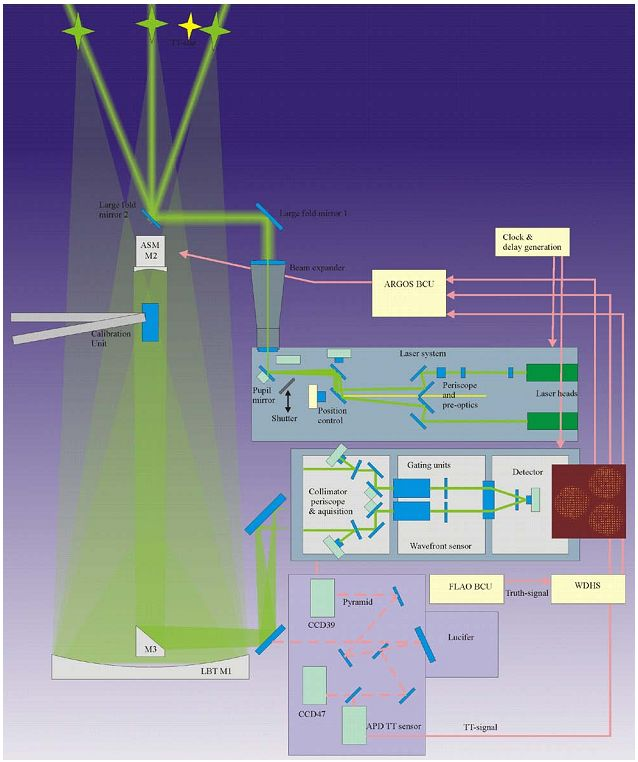 TT-star
Large fold
mirror 2
Large fold mirror 1
ASM
M2
Clock &
delay generation
Beam expander
ARGOS BCU
Calibration
Unit
Laser system
Pupil
mirror
Shutter
Position
control
Periscope
and
pre-optics
Laser heads
Collimator
periscope
& aquisition
Gating units
Detector
Wavefront sensor
FLAO BCU
Truth-signal
WDHS
Pyramid
CCD39
Lucifer
M3
LBT M1
CCD47
APD TT sensor
TT-signal